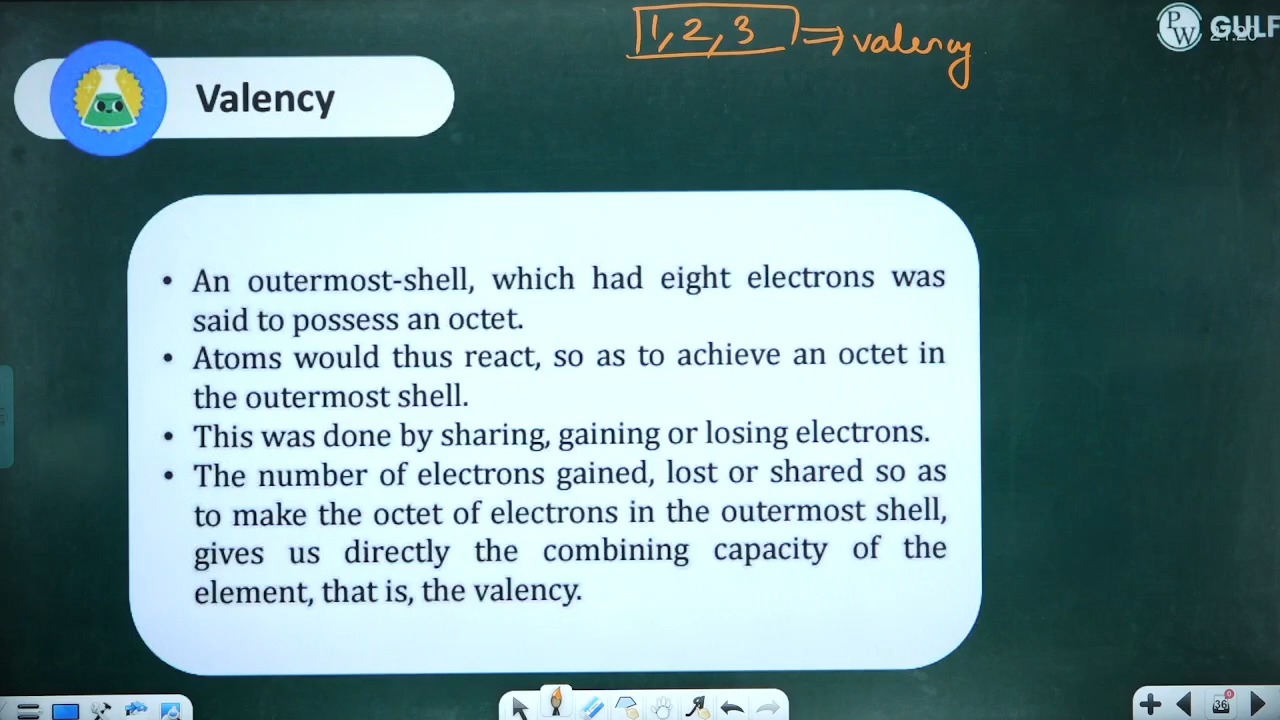 1, 2, 3 ⇒ valency
PW GULF
Valency
• An outermost-shell, which had eight electrons was
said to possess an octet.
• Atoms would thus react, so as to achieve an octet in
the outermost shell.
• This was done by sharing, gaining or losing electrons.
• The number of electrons gained, lost or shared so as
to make the octet of electrons in the outermost shell,
gives us directly the combining capacity of the
element, that is, the valency.
36